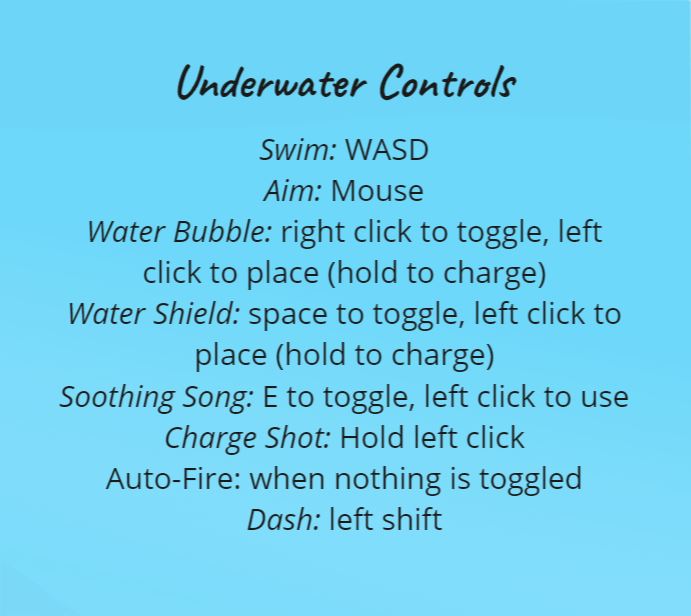 Underwater Controls
Swim: WASD
Aim: Mouse
Water Bubble: right click to toggle, left
click to place (hold to charge)
Water Shield: space to toggle, left click to
place (hold to charge)
Soothing Song: E to toggle, left click to use
Charge Shot: Hold left click
Auto-Fire: when nothing is toggled
Dash: left shift